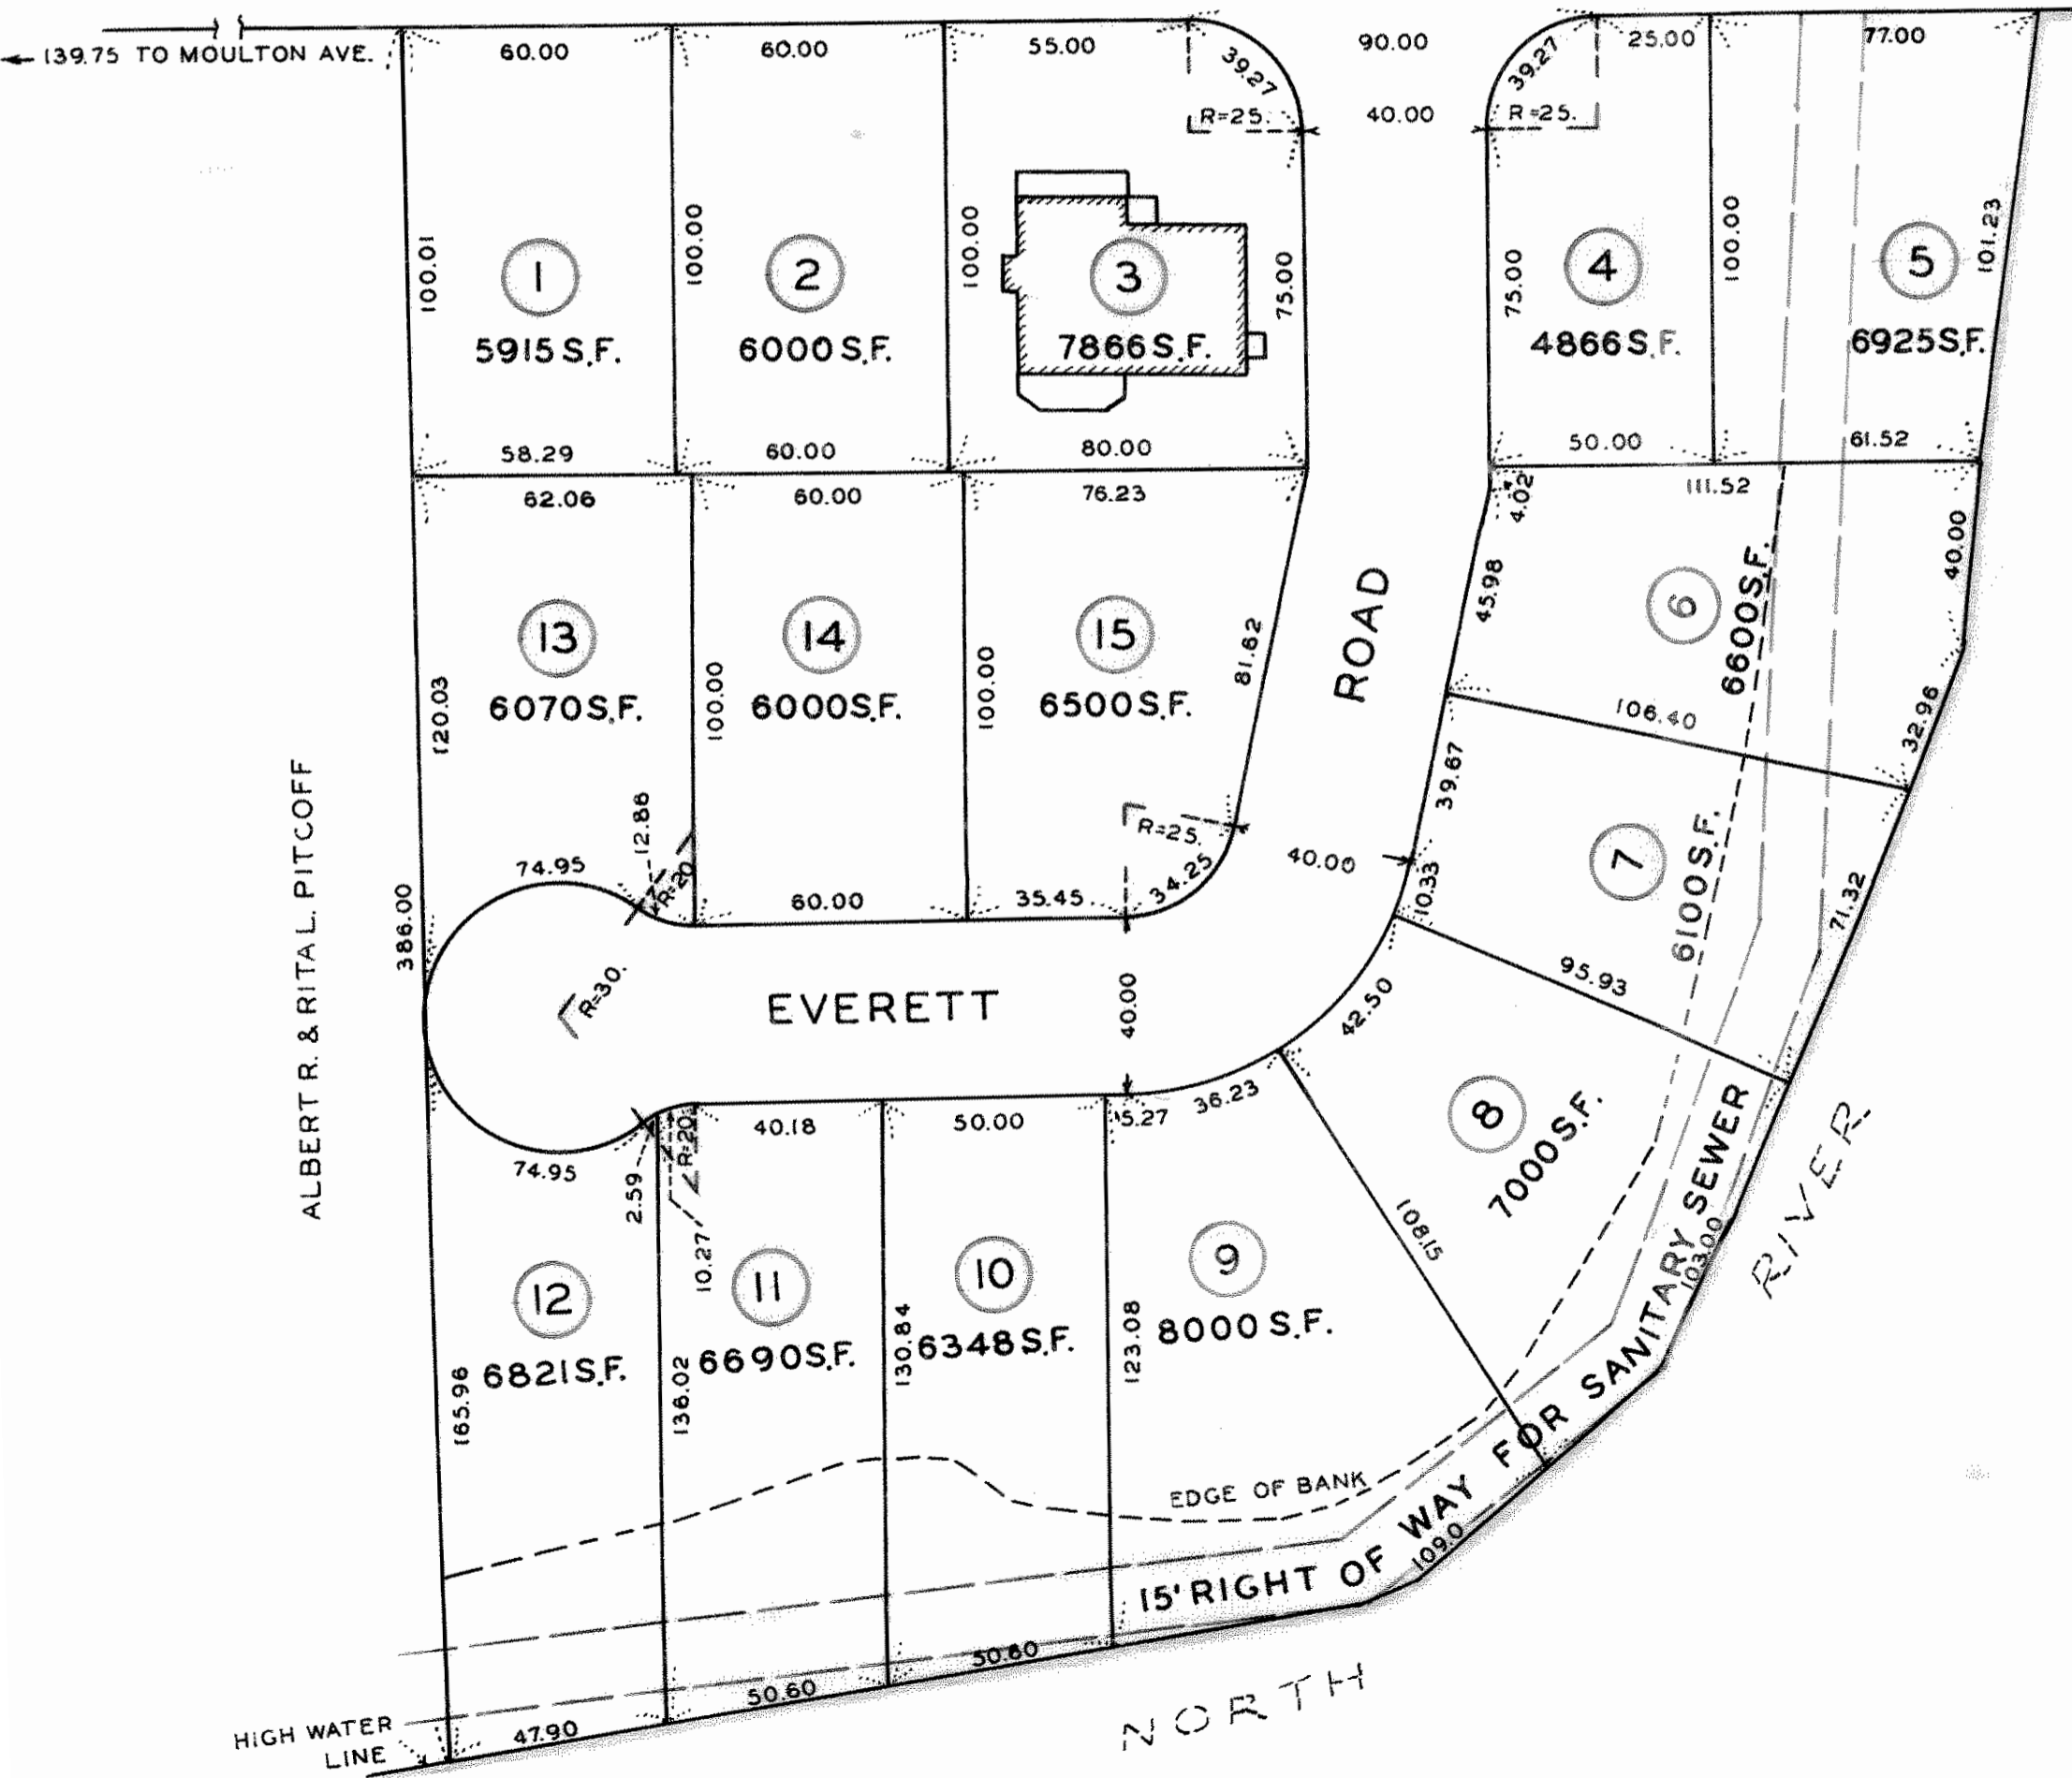 139.75 TO MOULTON AVE.
60.00
60.00
55.00
39.27
90.00
39.27
25.00
77.00
R=25.
40.00
R=25.
100.01
100.00
100.00
75.00
75.00
100.00
101.23
1
5915 S.F.
2
6000 S.F.
3
7866 S.F.
4
4866 S.F.
5
6925 S.F.
58.29
60.00
80.00
50.00
61.52
62.06
60.00
76.23
4.02
111.52
40.00
45.98
13
6070 S.F.
14
6000 S.F.
15
6500 S.F.
ROAD
6
6600 S.F.
120.03
100.00
100.00
81.62
106.40
32.96
39.67
12.88
R=20
R=25.
74.95
60.00
35.45
34.25
40.00
10.33
7
6100 S.F.
71.32
386.00
ALBERT R. & RITA L. PITCOFF
R=30.
EVERETT
40.00
42.50
95.93
74.95
2.59
R=20
10.27
40.18
50.00
5.27
36.23
8
7000 S.F.
108.15
103.00
RIVER
12
6821 S.F.
11
6690 S.F.
10
6348 S.F.
9
8000 S.F.
165.96
136.02
130.84
123.08
EDGE OF BANK
15' RIGHT OF WAY FOR SANITARY SEWER
109.0
50.60
50.60
47.90
HIGH WATER
LINE
NORTH